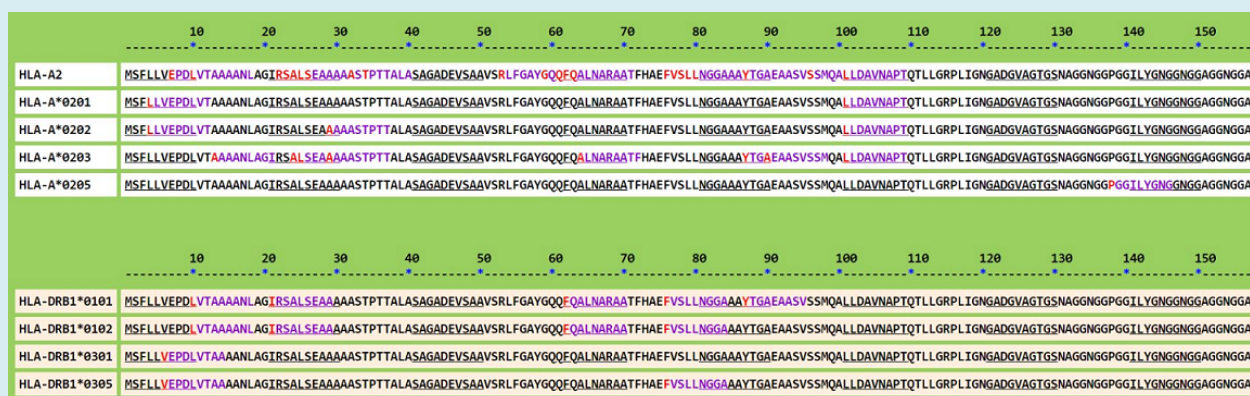 10 20 30 40 50 60 70 80 90 100 110 120 130 140 150
---------*---------*---------*---------*---------*---------*---------*---------*---------*---------*---------*---------*---------*---------*---------*-------
HLA-A2 MSFLLVEPDLVTAAAANLAGIRSALSEAAAAASTPTTALASAGADEVSAAVSRLFGAYGQQFQALNARAATFHAEFVSLLNGGAAAYTGAEAASVSSMQALLDAVNAPTQTLLGRPLIGNGADGVAGTGSNAGGNGGPGGILYGNGGNGGAGGNGGA
HLA-A*0201 MSFLLVEPDLVTAAAANLAGIRSALSEAAAAASTPTTALASAGADEVSAAVSRLFGAYGQQFQALNARAATFHAEFVSLLNGGAAAYTGAEAASVSSMQALLDAVNAPTQTLLGRPLIGNGADGVAGTGSNAGGNGGPGGILYGNGGNGGAGGNGGA
HLA-A*0202 MSFLLVEPDLVTAAAANLAGIRSALSEAAAAASTPTTALASAGADEVSAAVSRLFGAYGQQFQALNARAATFHAEFVSLLNGGAAAYTGAEAASVSSMQALLDAVNAPTQTLLGRPLIGNGADGVAGTGSNAGGNGGPGGILYGNGGNGGAGGNGGA
HLA-A*0203 MSFLLVEPDLVTAAAANLAGIRSALSEAAAAASTPTTALASAGADEVSAAVSRLFGAYGQQFQALNARAATFHAEFVSLLNGGAAAYTGAEAASVSSMQALLDAVNAPTQTLLGRPLIGNGADGVAGTGSNAGGNGGPGGILYGNGGNGGAGGNGGA
HLA-A*0205 MSFLLVEPDLVTAAAANLAGIRSALSEAAAAASTPTTALASAGADEVSAAVSRLFGAYGQQFQALNARAATFHAEFVSLLNGGAAAYTGAEAASVSSMQALLDAVNAPTQTLLGRPLIGNGADGVAGTGSNAGGNGGPGGILYGNGGNGGAGGNGGA
10 20 30 40 50 60 70 80 90 100 110 120 130 140 150
---------*---------*---------*---------*---------*---------*---------*---------*---------*---------*---------*---------*---------*---------*---------*-------
HLA-DRB1*0101 MSFLLVEPDLVTAAAANLAGIRSALSEAAAAASTPTTALASAGADEVSAAVSRLFGAYGQQFQALNARAATFHAEFVSLLNGGAAAYTGAEAASVSSMQALLDAVNAPTQTLLGRPLIGNGADGVAGTGSNAGGNGGPGGILYGNGGNGGAGGNGGA
HLA-DRB1*0102 MSFLLVEPDLVTAAAANLAGIRSALSEAAAAASTPTTALASAGADEVSAAVSRLFGAYGQQFQALNARAATFHAEFVSLLNGGAAAYTGAEAASVSSMQALLDAVNAPTQTLLGRPLIGNGADGVAGTGSNAGGNGGPGGILYGNGGNGGAGGNGGA
HLA-DRB1*0301 MSFLLVEPDLVTAAAANLAGIRSALSEAAAAASTPTTALASAGADEVSAAVSRLFGAYGQQFQALNARAATFHAEFVSLLNGGAAAYTGAEAASVSSMQALLDAVNAPTQTLLGRPLIGNGADGVAGTGSNAGGNGGPGGILYGNGGNGGAGGNGGA
HLA-DRB1*0305 MSFLLVEPDLVTAAAANLAGIRSALSEAAAAASTPTTALASAGADEVSAAVSRLFGAYGQQFQALNARAATFHAEFVSLLNGGAAAYTGAEAASVSSMQALLDAVNAPTQTLLGRPLIGNGADGVAGTGSNAGGNGGPGGILYGNGGNGGAGGNGGA